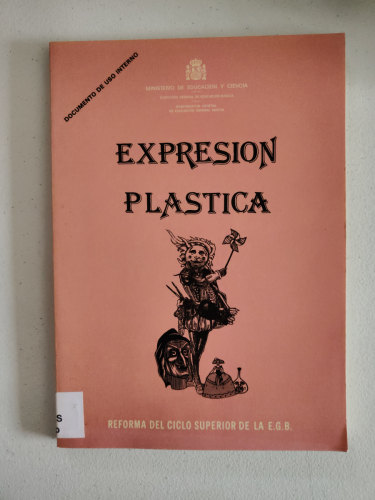 DOCUMENTO DE USO INTERNO
MINISTERIO DE EDUCACION Y CIENCIA
EXPRESION
PLASTICA
REFORMA DEL CICLO SUPERIOR DE LA E.G.B.
S